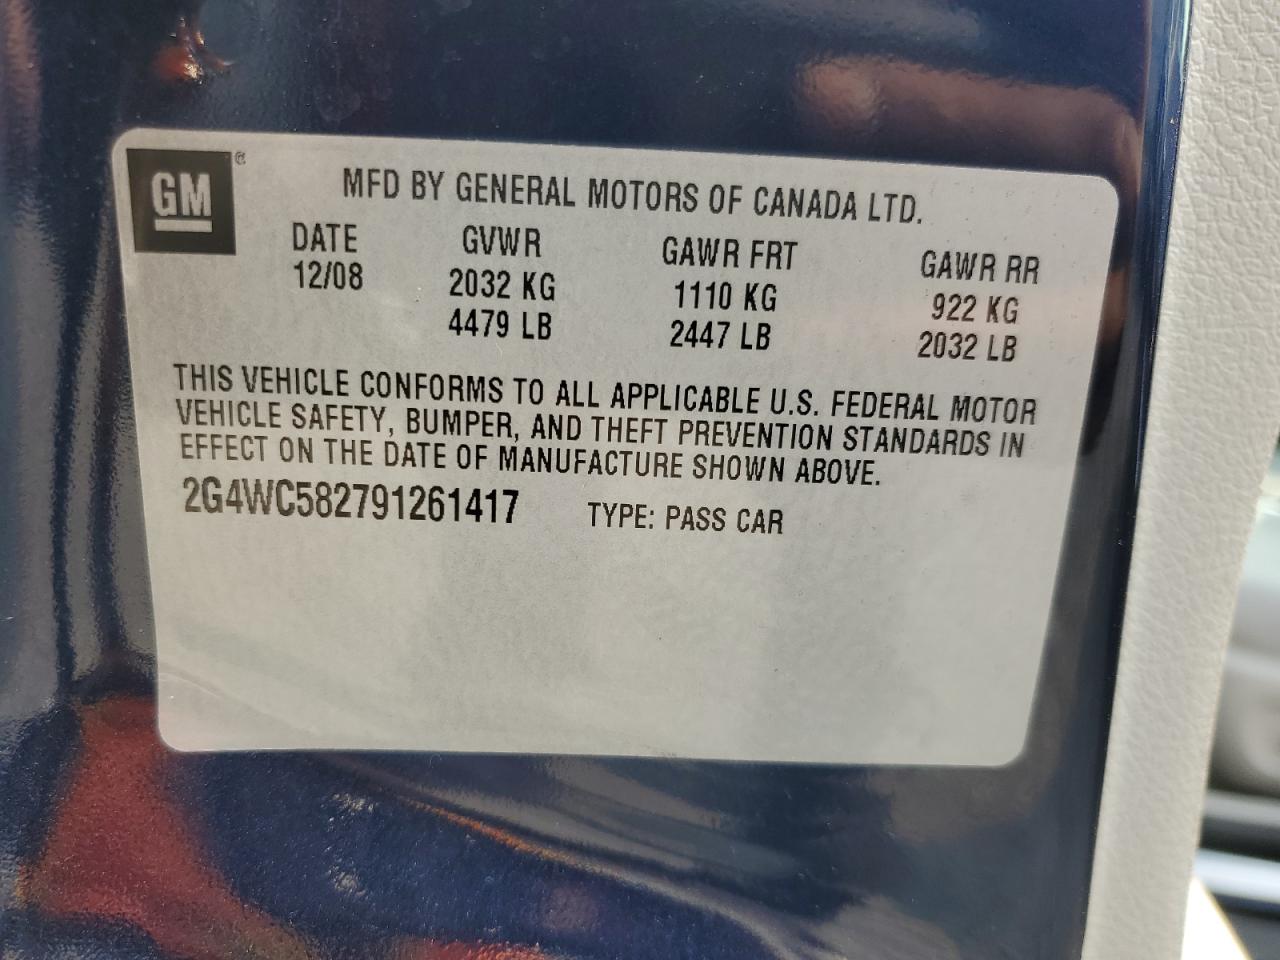 GM®
MFD BY GENERAL MOTORS OF CANADA LTD.
DATE GVWR GAWR FRT GAWR RR
12/08 2032 KG 1110 KG 922 KG
4479 LB 2447 LB 2032 LB
THIS VEHICLE CONFORMS TO ALL APPLICABLE U.S. FEDERAL MOTOR
VEHICLE SAFETY, BUMPER, AND THEFT PREVENTION STANDARDS IN
EFFECT ON THE DATE OF MANUFACTURE SHOWN ABOVE.
2G4WC582791261417 TYPE: PASS CAR